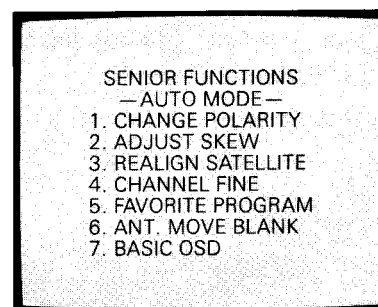 SENIOR FUNCTIONS
—AUTO MODE—
1. CHANGE POLARITY
2. ADJUST SKEW
3. REALIGN SATELLITE
4. CHANNEL FINE
5. FAVORITE PROGRAM
6. ANT. MOVE BLANK
7. BASIC OSD